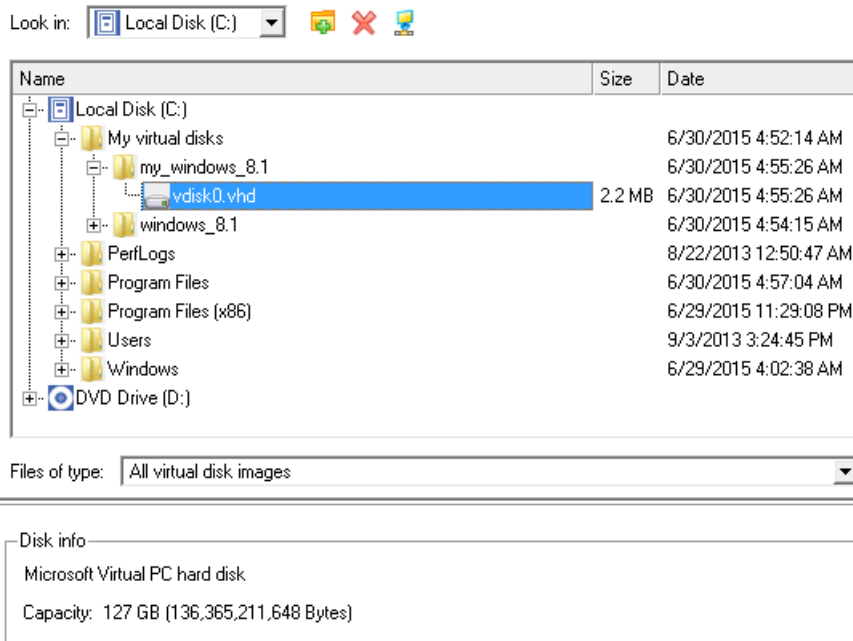 Look in: Local Disk (C:)
Name Size Date
Local Disk (C:)
My virtual disks 6/30/2015 4:52:14 AM
my_windows_8.1 6/30/2015 4:55:26 AM
vdisk0.vhd 2.2 MB 6/30/2015 4:55:26 AM
windows_8.1 6/30/2015 4:54:15 AM
PerfLogs 8/22/2013 12:50:47 AM
Program Files 6/30/2015 4:57:04 AM
Program Files (x86) 6/29/2015 11:29:08 PM
Users 9/3/2013 3:24:45 PM
Windows 6/29/2015 4:02:38 AM
DVD Drive (D:)
Files of type: All virtual disk images
Disk info
Microsoft Virtual PC hard disk
Capacity: 127 GB (136,365,211,648 Bytes)